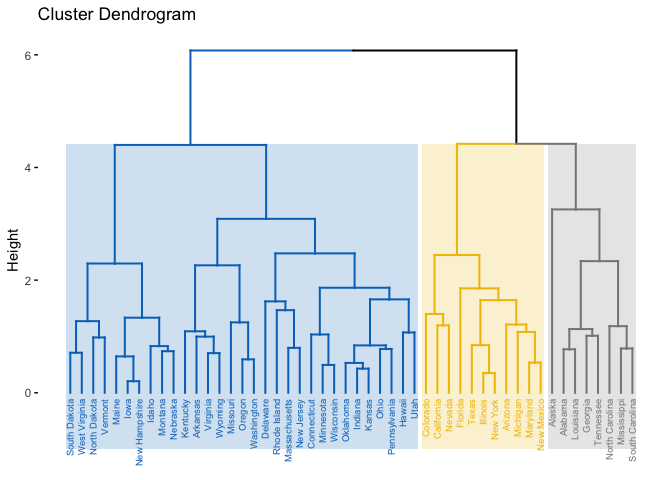 Cluster Dendrogram
6
4
2
0
Height
South Dakota
West Virginia
North Dakota
Vermont
Maine
Iowa
New Hampshire
Idaho
Montana
Nebraska
Kentucky
Arkansas
Virginia
Wyoming
Missouri
Oregon
Washington
Delaware
Rhode Island
Massachusetts
New Jersey
Connecticut
Minnesota
Wisconsin
Oklahoma
Indiana
Kansas
Ohio
Pennsylvania
Hawaii
Utah
Colorado
California
Nevada
Florida
Texas
Illinois
New York
Arizona
Michigan
Maryland
New Mexico
Alaska
Alabama
Louisiana
Georgia
Tennessee
North Carolina
Mississippi
South Carolina